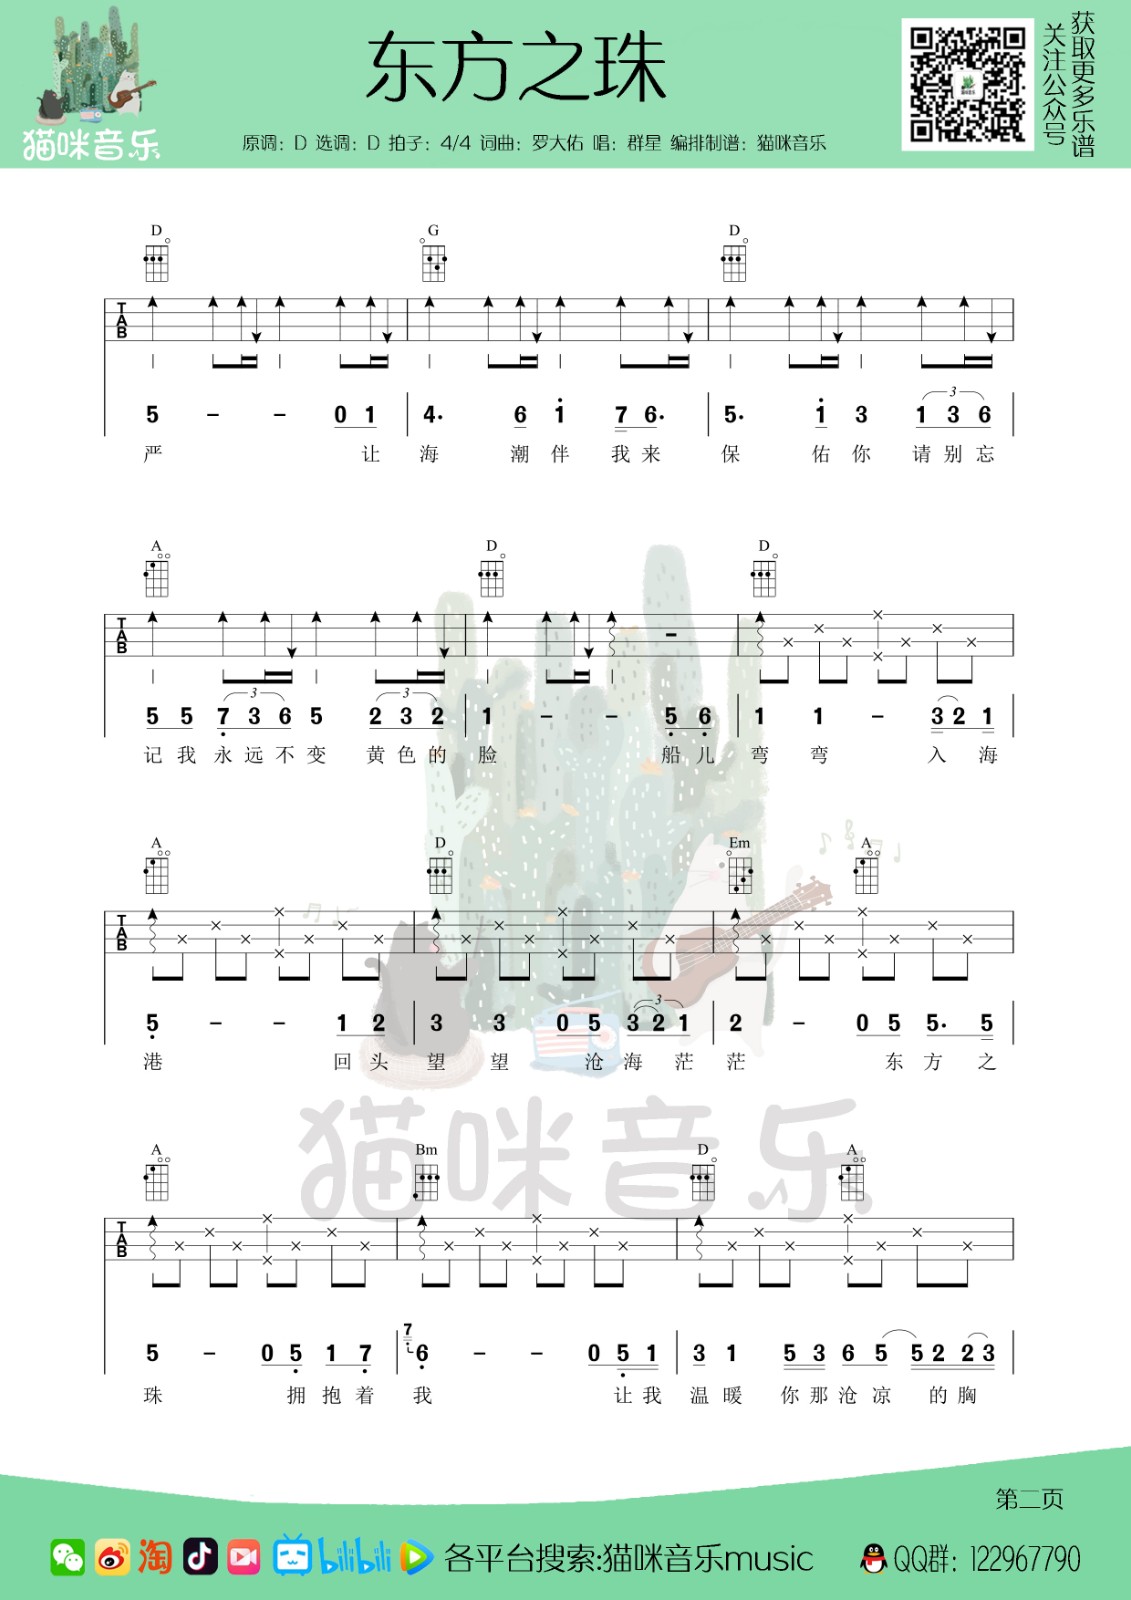 猫咪音乐
东方之珠
原调：D 选调：D 拍子：4/4 词曲：罗大佑 唱：群星 编排制谱：猫咪音乐
获取更多乐谱
关注公众号
D G D
T A B
5 - - 0 1 4· 6 1 7 6· 5· 1 3 1 3 6
3
严 让 海 潮 伴 我 来 保 佑 你 请 别 忘
A D D
T A B
3 3
5 5 7 3 6 5 2 3 2 1 - - 5 6 1 1 - 3 2 1
记 我 永 远 不 变 黄 色 的 脸 船 儿 弯 弯 入 海
A D Em A
T A B
3
5 - - 1 2 3 3 0 5 3 2 1 2 - 0 5 5· 5
港 回 头 望 望 沧 海 茫 茫 东 方 之
猫咪音乐
A Bm D A
T A B
5 - 0 5 1 7 7 6 - - 0 5 1 3 1 5 3 6 5 5 2 2 3
珠 拥 抱 着 我 让 我 温 暖 你 那 沧 凉 的 胸
第二页
淘 bilibili 各平台搜索:猫咪音乐music QQ群：122967790